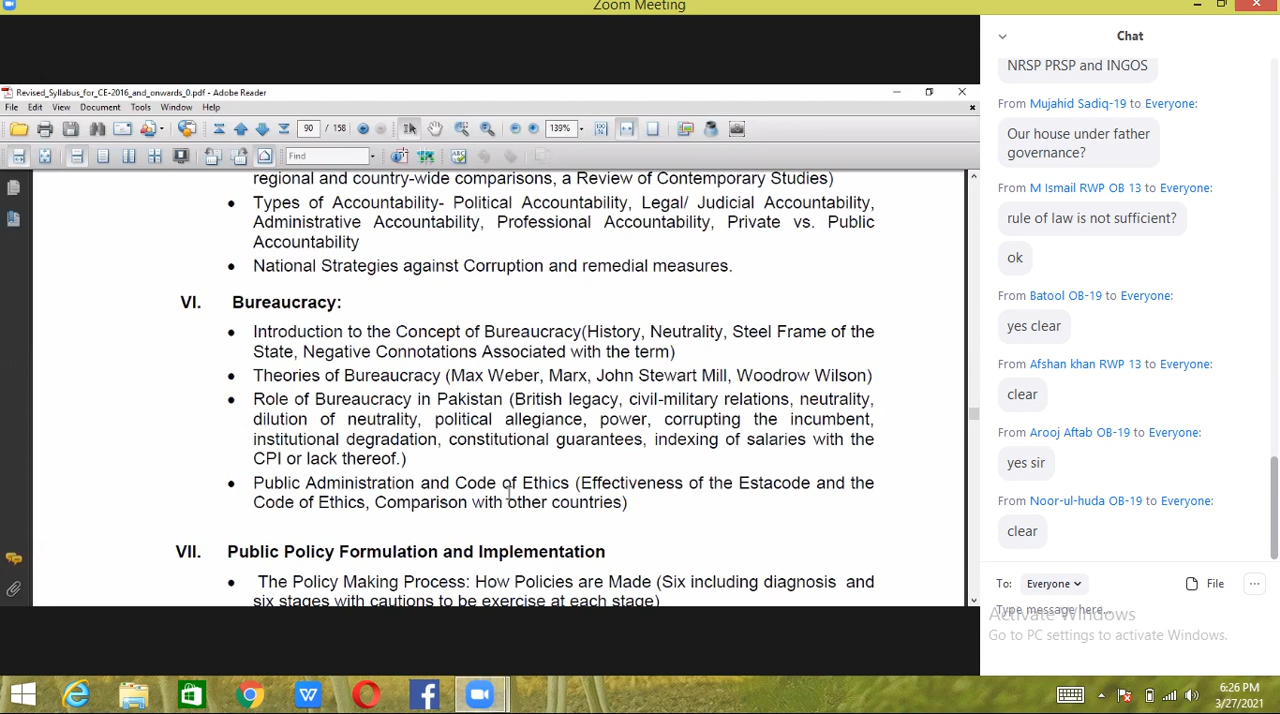 Zoom Meeting
Revised_Syllabus_for_CE-2016_and_onwards_0.pdf - Adobe Reader
File Edit View Document Tools Window Help
90 / 158 139%
Find
regional and country-wide comparisons, a Review of Contemporary Studies)
• Types of Accountability- Political Accountability, Legal/ Judicial Accountability,
Administrative Accountability, Professional Accountability, Private vs. Public
Accountability
• National Strategies against Corruption and remedial measures.
VI. Bureaucracy:
• Introduction to the Concept of Bureaucracy(History, Neutrality, Steel Frame of the
State, Negative Connotations Associated with the term)
• Theories of Bureaucracy (Max Weber, Marx, John Stewart Mill, Woodrow Wilson)
• Role of Bureaucracy in Pakistan (British legacy, civil-military relations, neutrality,
dilution of neutrality, political allegiance, power, corrupting the incumbent,
institutional degradation, constitutional guarantees, indexing of salaries with the
CPI or lack thereof.)
• Public Administration and Code of Ethics (Effectiveness of the Estacode and the
Code of Ethics, Comparison with other countries)
VII. Public Policy Formulation and Implementation
• The Policy Making Process: How Policies are Made (Six including diagnosis and
six stages with cautions to be exercise at each stage)
Chat
NRSP PRSP and INGOS
From Mujahid Sadiq-19 to Everyone:
Our house under father
governance?
From M Ismail RWP OB 13 to Everyone:
rule of law is not sufficient?
ok
From Batool OB-19 to Everyone:
yes clear
From Afshan khan RWP 13 to Everyone:
clear
From Arooj Aftab OB-19 to Everyone:
yes sir
From Noor-ul-huda OB-19 to Everyone:
clear
To: Everyone File ...
Type message here...
Activate Windows
Go to PC settings to activate Windows.
6:26 PM
3/27/2021